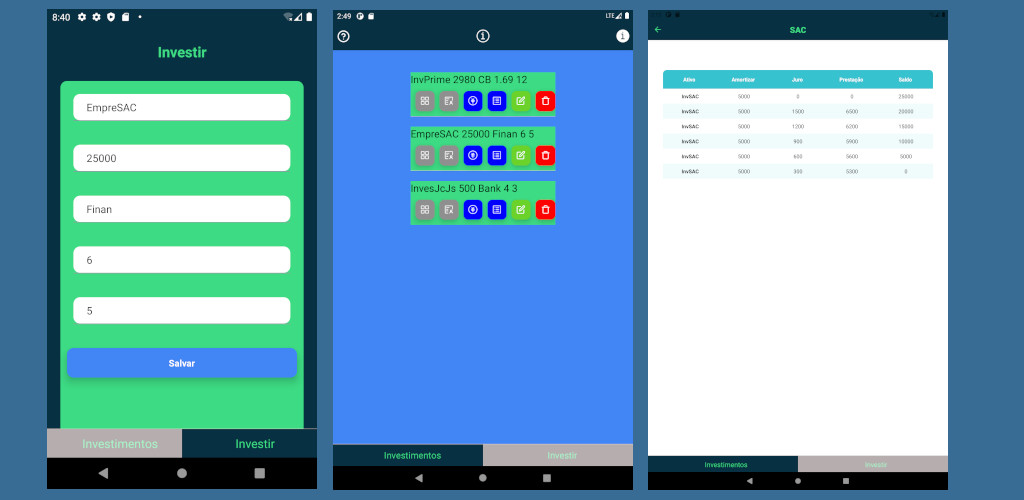 8:40
Investir
EmpreSAC
25000
Finan
6
5
Salvar
Investimentos Investir
2:49 LTE
InvPrime 2980 CB 1.69 12
EmpreSAC 25000 Finan 6 5
InvesJcJs 500 Bank 4 3
Investimentos Investir
SAC
Ativo Amortizar Juro Prestação Saldo
InvSAC 5000 0 0 25000
InvSAC 5000 1500 6500 20000
InvSAC 5000 1200 6200 15000
InvSAC 5000 900 5900 10000
InvSAC 5000 600 5600 5000
InvSAC 5000 300 5300 0
Investimentos Investir